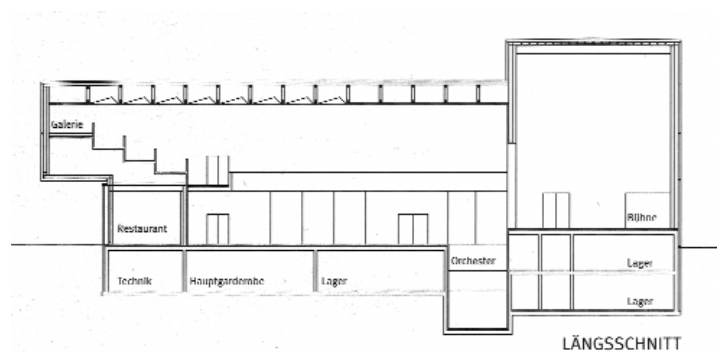 Galerie
Restaurant
Bühne
Orchester
Lager
Technik
Hauptgarderobe
Lager
Lager
LÄNGSSCHNITT